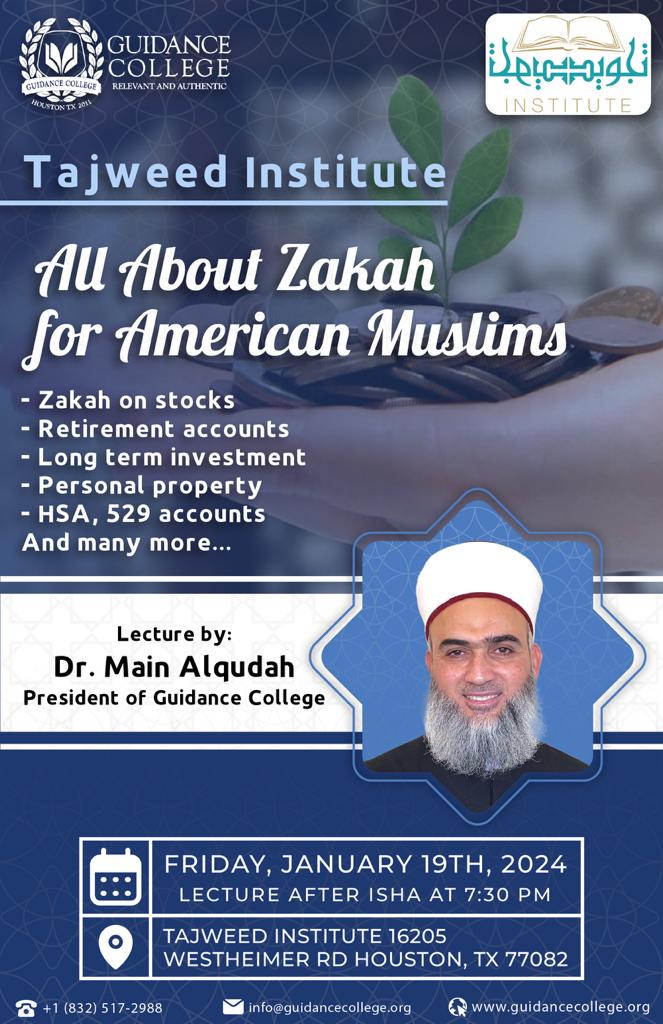 GUIDANCE
COLLEGE
RELEVANT AND AUTHENTIC
GUIDANCE COLLEGE
HOUSTON TX 2011
INSTITUTE
Tajweed Institute
All About Zakah
for American Muslims
- Zakah on stocks
- Retirement accounts
- Long term investment
- Personal property
- HSA, 529 accounts
And many more...
Lecture by:
Dr. Main Alqudah
President of Guidance College
FRIDAY, JANUARY 19TH, 2024
LECTURE AFTER ISHA AT 7:30 PM
TAJWEED INSTITUTE 16205
WESTHEIMER RD HOUSTON, TX 77082
+1 (832) 517-2988 info@guidancecollege.org www.guidancecollege.org